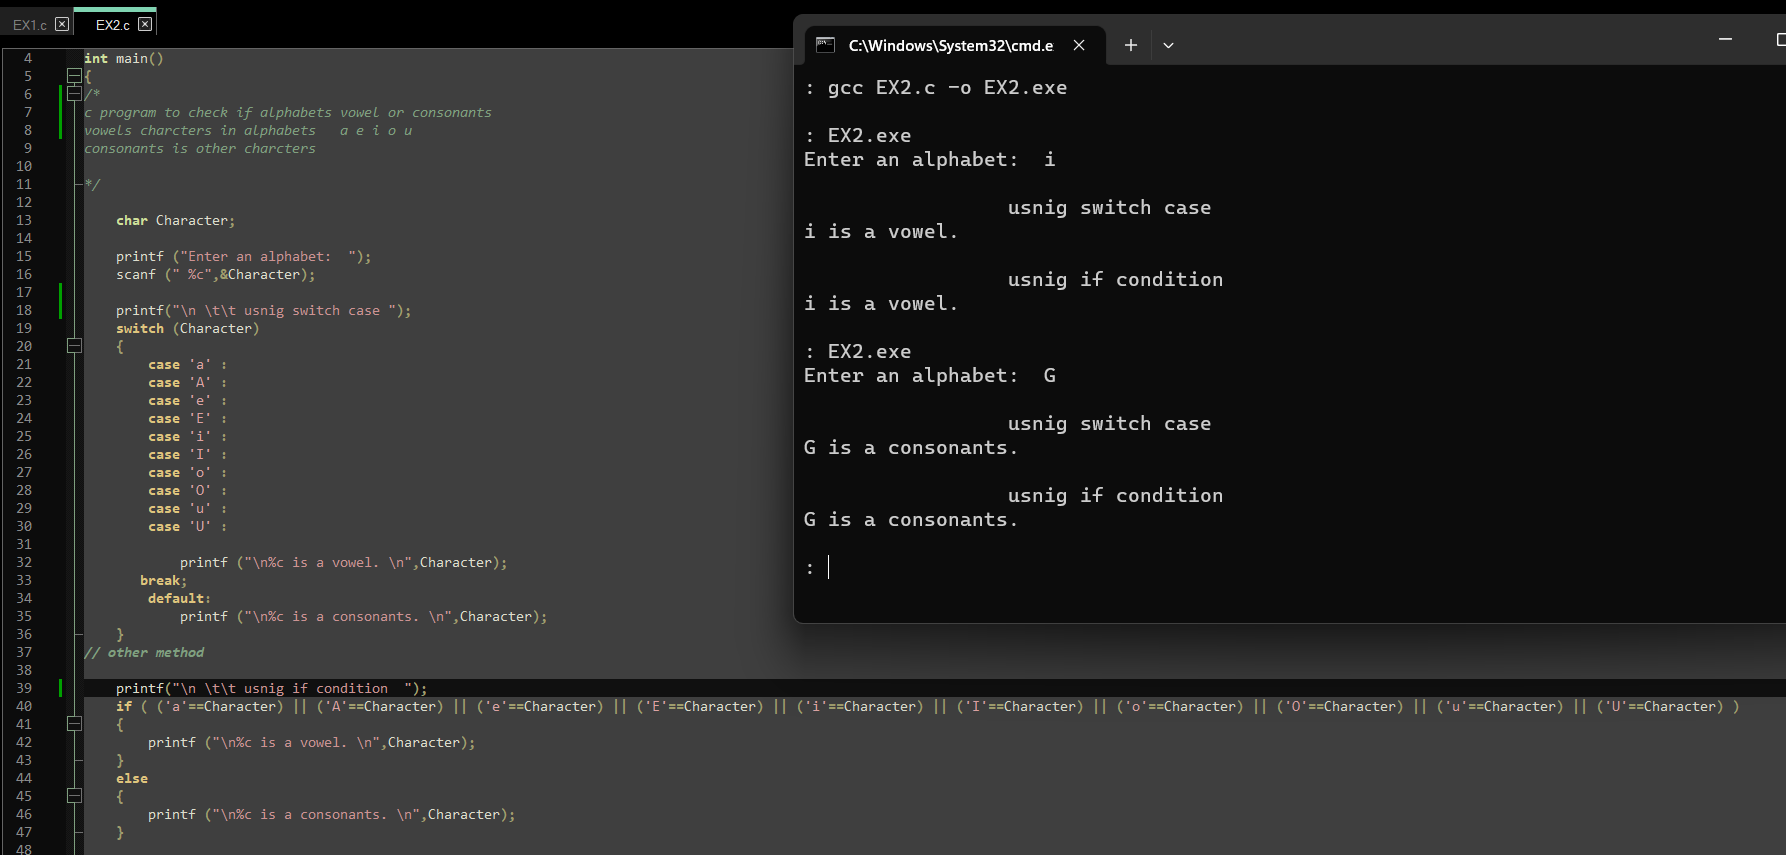 EX1.c EX2.c
4 int main()
5 {
6 /*
7 c program to check if alphabets vowel or consonants
8 vowels charcters in alphabets   a e i o u
9 consonants is other charcters
10
11 */
12
13 char Character;
14
15 printf ("Enter an alphabet:  ");
16 scanf (" %c",&Character);
17
18 printf("\n \t\t usnig switch case ");
19 switch (Character)
20 {
21 case 'a' :
22 case 'A' :
23 case 'e' :
24 case 'E' :
25 case 'i' :
26 case 'I' :
27 case 'o' :
28 case 'O' :
29 case 'u' :
30 case 'U' :
31
32 printf ("\n%c is a vowel. \n",Character);
33 break;
34 default:
35 printf ("\n%c is a consonants. \n",Character);
36 }
37 // other method
38
39 printf("\n \t\t usnig if condition  ");
40 if ( ('a'==Character) || ('A'==Character) || ('e'==Character) || ('E'==Character) || ('i'==Character) || ('I'==Character) || ('o'==Character) || ('O'==Character) || ('u'==Character) || ('U'==Character) )
41 {
42 printf ("\n%c is a vowel. \n",Character);
43 }
44 else
45 {
46 printf ("\n%c is a consonants. \n",Character);
47 }
48
C:\Windows\System32\cmd.e
: gcc EX2.c -o EX2.exe
: EX2.exe
Enter an alphabet:  i
usnig switch case
i is a vowel.
usnig if condition
i is a vowel.
: EX2.exe
Enter an alphabet:  G
usnig switch case
G is a consonants.
usnig if condition
G is a consonants.
: